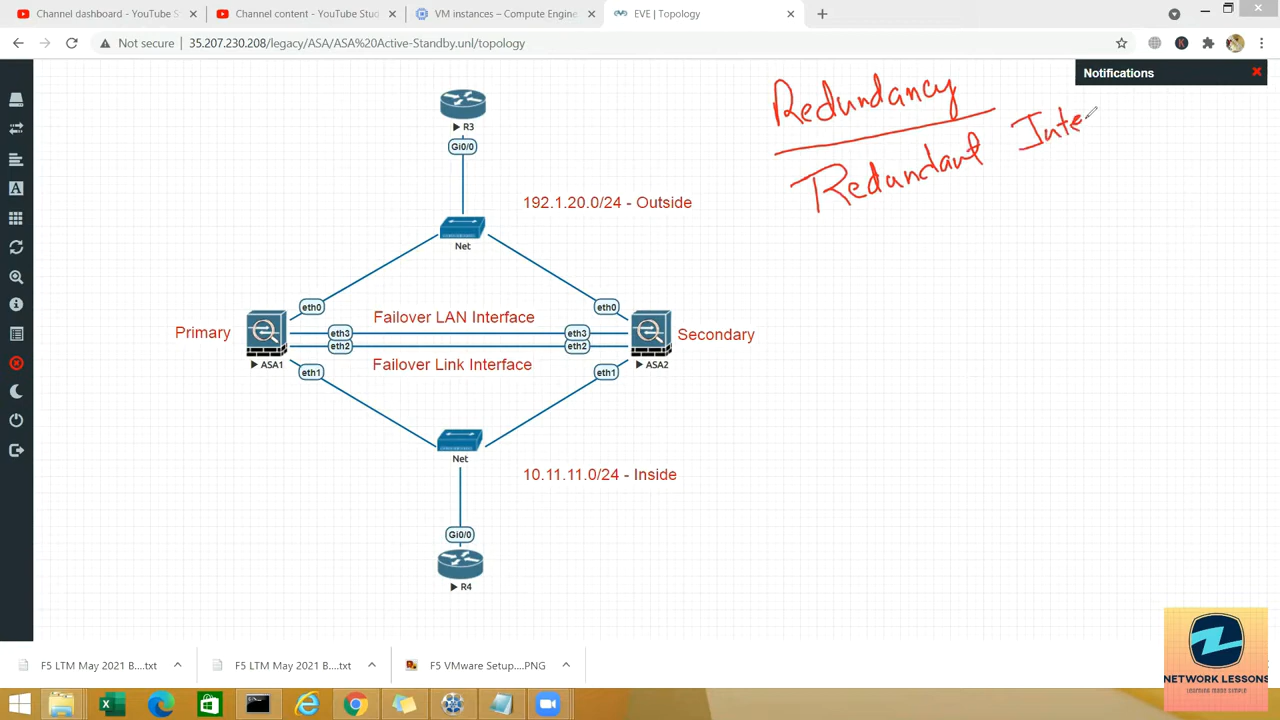 Channel dashboard - YouTube S
Channel content - YouTube Studio
VM instances – Compute Engine
EVE | Topology
Not secure | 35.207.230.208/legacy/ASA/ASA%20Active-Standby.unl/topology
K
Notifications
Redundancy
Redundant Inte
R3
Gi0/0
192.1.20.0/24 - Outside
Net
eth0
eth0
Failover LAN Interface
Primary
eth3
eth3
Secondary
eth2
eth2
ASA1
Failover Link Interface
ASA2
eth1
eth1
Net
10.11.11.0/24 - Inside
Gi0/0
R4
F5 LTM May 2021 B....txt
F5 LTM May 2021 B....txt
F5 VMware Setup....PNG
NETWORK LESSONS
LEARNING MADE SIMPLE